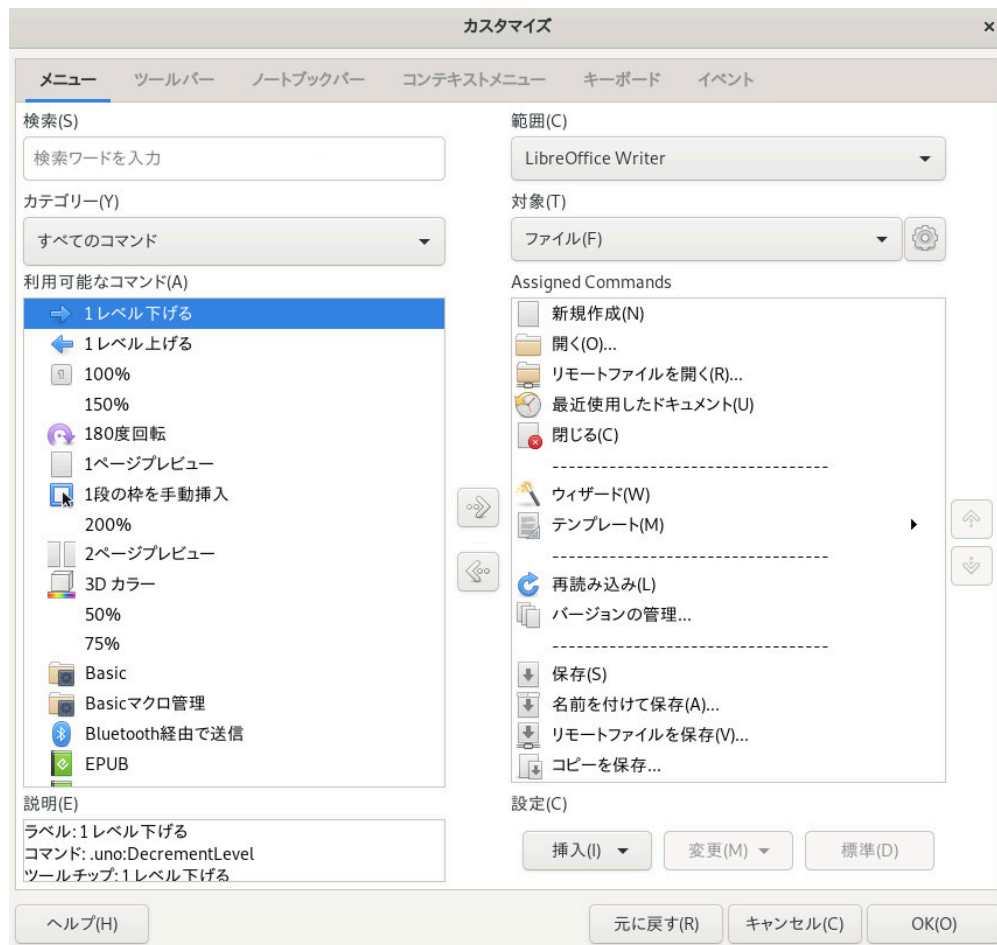 カスタマイズ
メニュー ツールバー ノートブックバー コンテキストメニュー キーボード イベント
検索(S)
検索ワードを入力
カテゴリー(Y)
すべてのコマンド
利用可能なコマンド(A)
1レベル下げる
1レベル上げる
100%
150%
180度回転
1ページプレビュー
1段の枠を手動挿入
200%
2ページプレビュー
3D カラー
50%
75%
Basic
Basicマクロ管理
Bluetooth経由で送信
EPUB
説明(E)
ラベル: 1レベル下げる
コマンド: .uno:DecrementLevel
ツールチップ: 1レベル下げる
範囲(C)
LibreOffice Writer
対象(T)
ファイル(F)
Assigned Commands
新規作成(N)
開く(O)...
リモートファイルを開く(R)...
最近使用したドキュメント(U)
閉じる(C)
----------------------------------
ウィザード(W)
テンプレート(M)
----------------------------------
再読み込み(L)
バージョンの管理...
----------------------------------
保存(S)
名前を付けて保存(A)...
リモートファイルを保存(V)...
コピーを保存...
設定(C)
挿入(I) 変更(M) 標準(D)
ヘルプ(H) 元に戻す(R) キャンセル(C) OK(O)